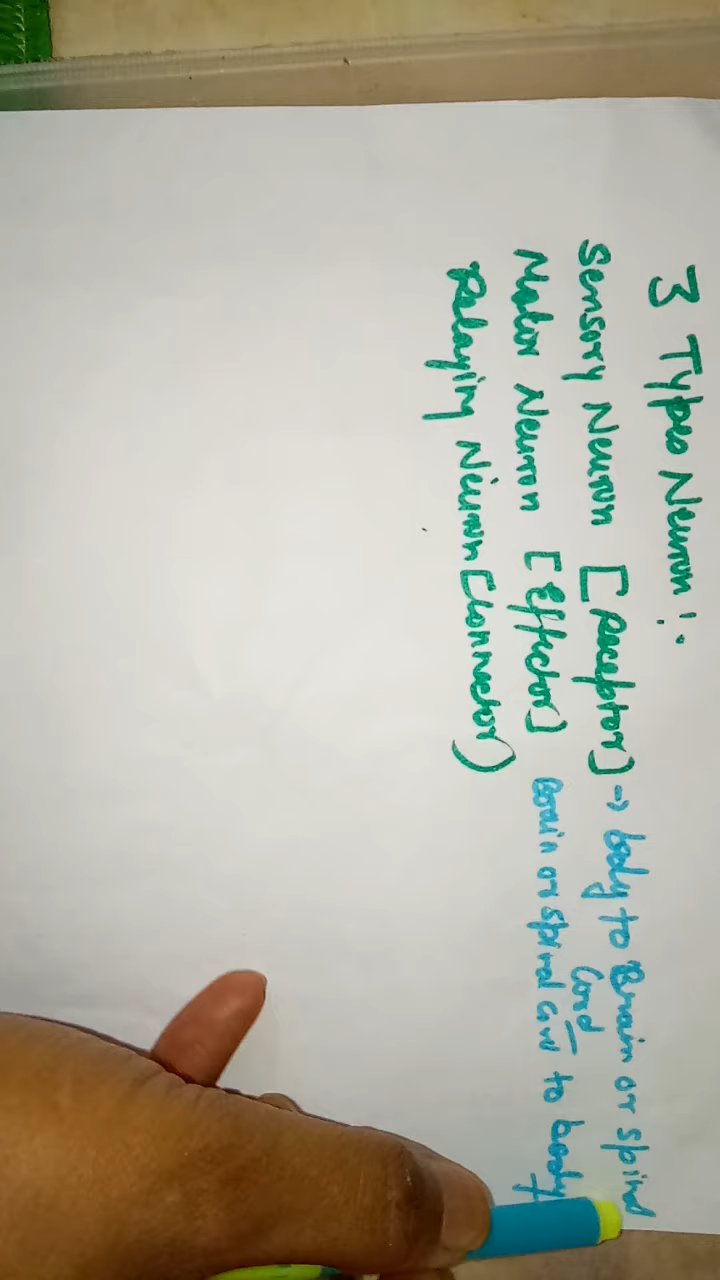 3 Types Neuron :-
Sensory Neuron [Receptor] → body to Brain or spinal
Cord
Motor Neuron [Effector] Brain or spinal cord to body
Relaying Neuron [Connector)